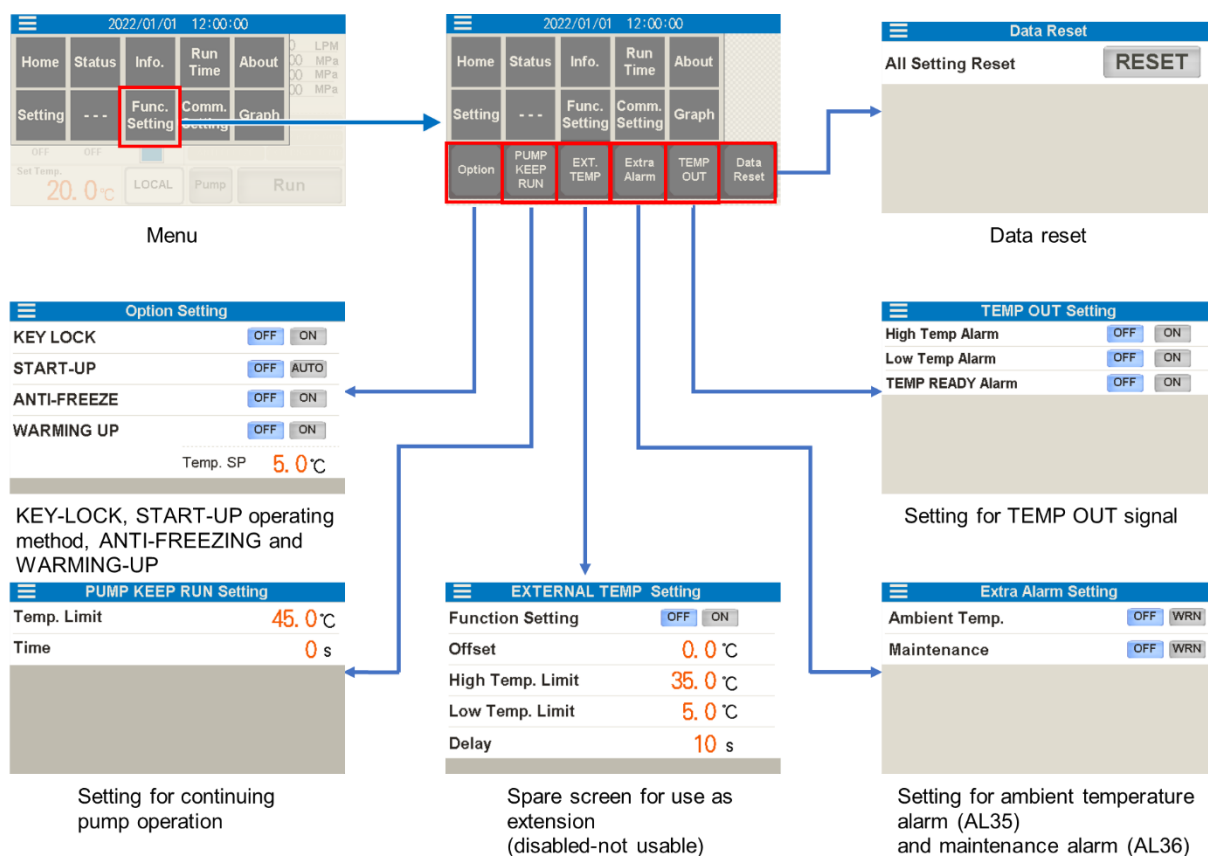 2022/01/01 12:00:00
Home Status Info. Run Time About
LPM
00 MPa
00 MPa
00 MPa
Setting - - - Func. Setting Comm. Setting Graph
OFF OFF
Set Temp.
20.0℃ LOCAL Pump Run
Menu
2022/01/01 12:00:00
Home Status Info. Run Time About
Setting - - - Func. Setting Comm. Setting Graph
Option PUMP KEEP RUN EXT. TEMP Extra Alarm TEMP OUT Data Reset
Data Reset
All Setting Reset RESET
Data reset
Option Setting
KEY LOCK OFF ON
START-UP OFF AUTO
ANTI-FREEZE OFF ON
WARMING UP OFF ON
Temp. SP 5.0℃
KEY-LOCK, START-UP operating
method, ANTI-FREEZING and
WARMING-UP
TEMP OUT Setting
High Temp Alarm OFF ON
Low Temp Alarm OFF ON
TEMP READY Alarm OFF ON
Setting for TEMP OUT signal
PUMP KEEP RUN Setting
Temp. Limit 45.0℃
Time 0 s
Setting for continuing
pump operation
EXTERNAL TEMP Setting
Function Setting OFF ON
Offset 0.0 ℃
High Temp. Limit 35.0 ℃
Low Temp. Limit 5.0 ℃
Delay 10 s
Spare screen for use as
extension
(disabled-not usable)
Extra Alarm Setting
Ambient Temp. OFF WRN
Maintenance OFF WRN
Setting for ambient temperature
alarm (AL35)
and maintenance alarm (AL36)